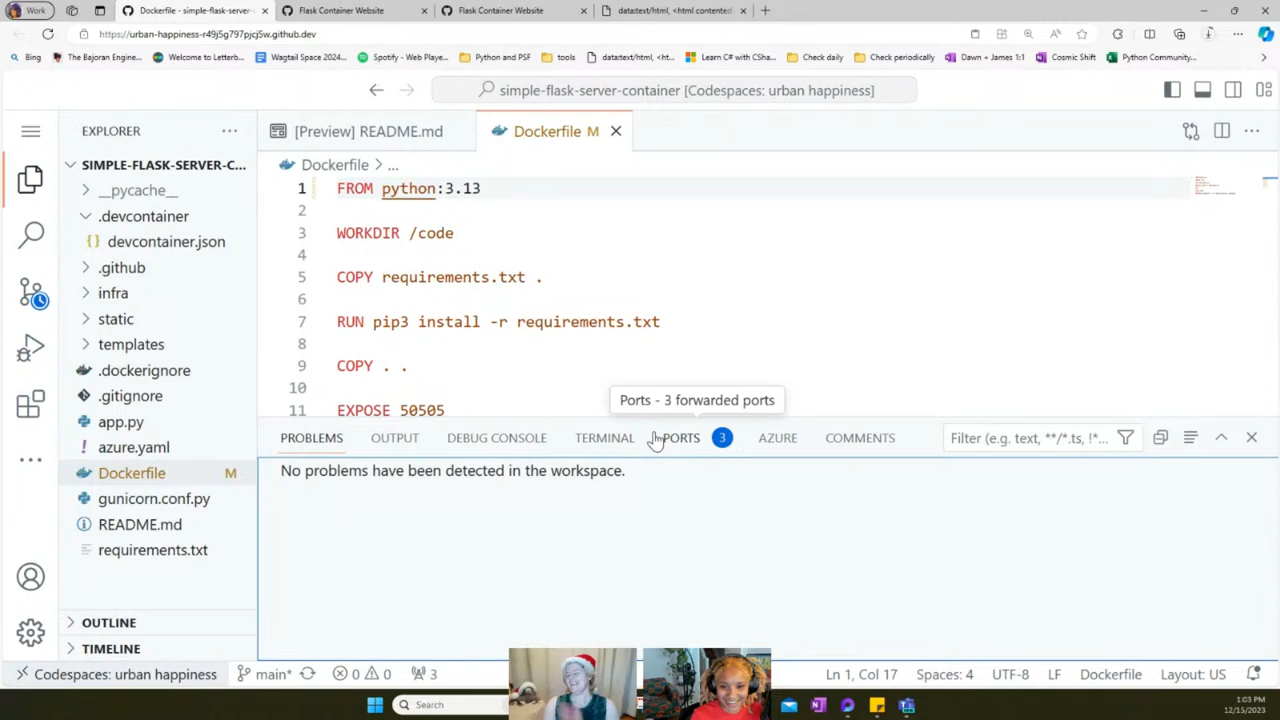 Work
Dockerfile - simple-flask-server-
Flask Container Website
Flask Container Website
data:text/html, <html contented
https://urban-happiness-r49j5g797pjcj5w.github.dev
Bing
The Bajoran Engine...
Welcome to Letterb...
Wagtail Space 2024...
Spotify - Web Playe...
Python and PSF
tools
data:text/html, <ht...
Learn C# with CSha...
Check daily
Check periodically
Dawn + James 1:1
Cosmic Shift
Python Community...
simple-flask-server-container [Codespaces: urban happiness]
EXPLORER
[Preview] README.md
Dockerfile M
SIMPLE-FLASK-SERVER-C...
__pycache__
.devcontainer
devcontainer.json
.github
infra
static
templates
.dockerignore
.gitignore
app.py
azure.yaml
Dockerfile M
gunicorn.conf.py
README.md
requirements.txt
OUTLINE
TIMELINE
Dockerfile > ...
1 FROM python:3.13
2
3 WORKDIR /code
4
5 COPY requirements.txt .
6
7 RUN pip3 install -r requirements.txt
8
9 COPY . .
10
11 EXPOSE 50505
Ports - 3 forwarded ports
PROBLEMS OUTPUT DEBUG CONSOLE TERMINAL PORTS 3 AZURE COMMENTS Filter (e.g. text, **/*.ts, !*...
No problems have been detected in the workspace.
Codespaces: urban happiness main* 0 0 3 Ln 1, Col 17 Spaces: 4 UTF-8 LF Dockerfile Layout: US
Search
1:03 PM
12/15/2023